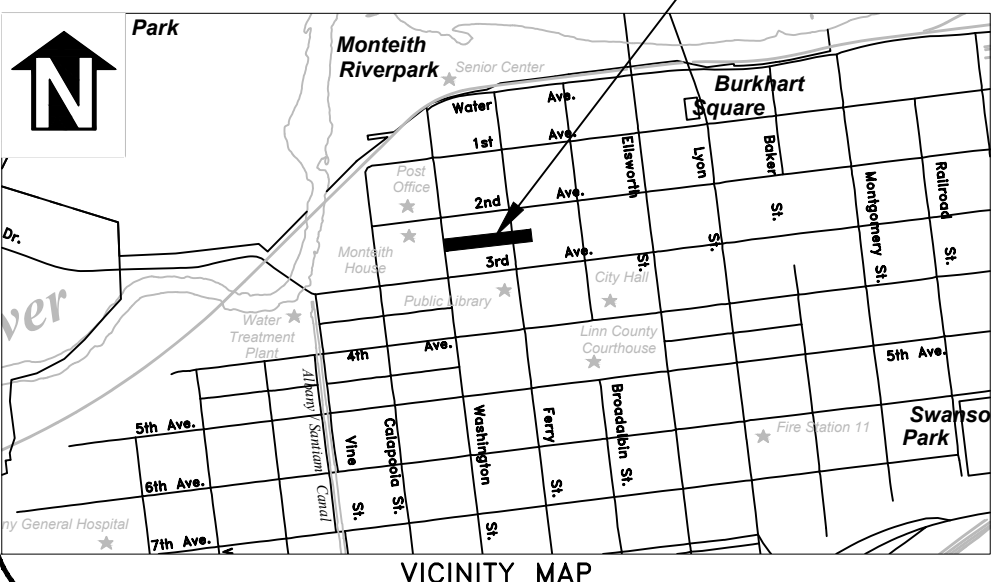 N
Park
Monteith
Riverpark
Senior Center
Burkhart
Square
Water
Ave.
1st
Ave.
Ellsworth
St.
Lyon
St.
Baker
St.
Montgomery St.
Railroad
St.
Post
Office
2nd
Ave.
Monteith
House
3rd
Ave.
Dr.
ver
Public Library
City Hall
Water
Treatment
Plant
Linn County
Courthouse
4th
Ave.
5th Ave.
Albany / Santiam Canal
Vine
St.
Calapooia St.
Washington
St.
Ferry
St.
Broadalbin St.
Swanso
Park
Fire Station 11
5th Ave.
6th Ave.
ny General Hospital
7th Ave.
VICINITY MAP